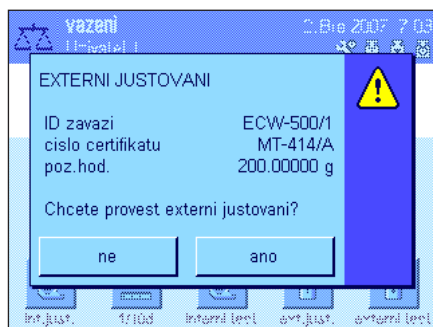 vazeni 2.Bre 2007 7:03
Uzivatel 1
EXTERNI JUSTOVANI
ID zavazi ECW-500/1
cislo certifikatu MT-414/A
poz.hod. 200.00000 g
Chcete provest externi justovani?
ne ano
int.just. 1/10d interni test ext.just. externi test